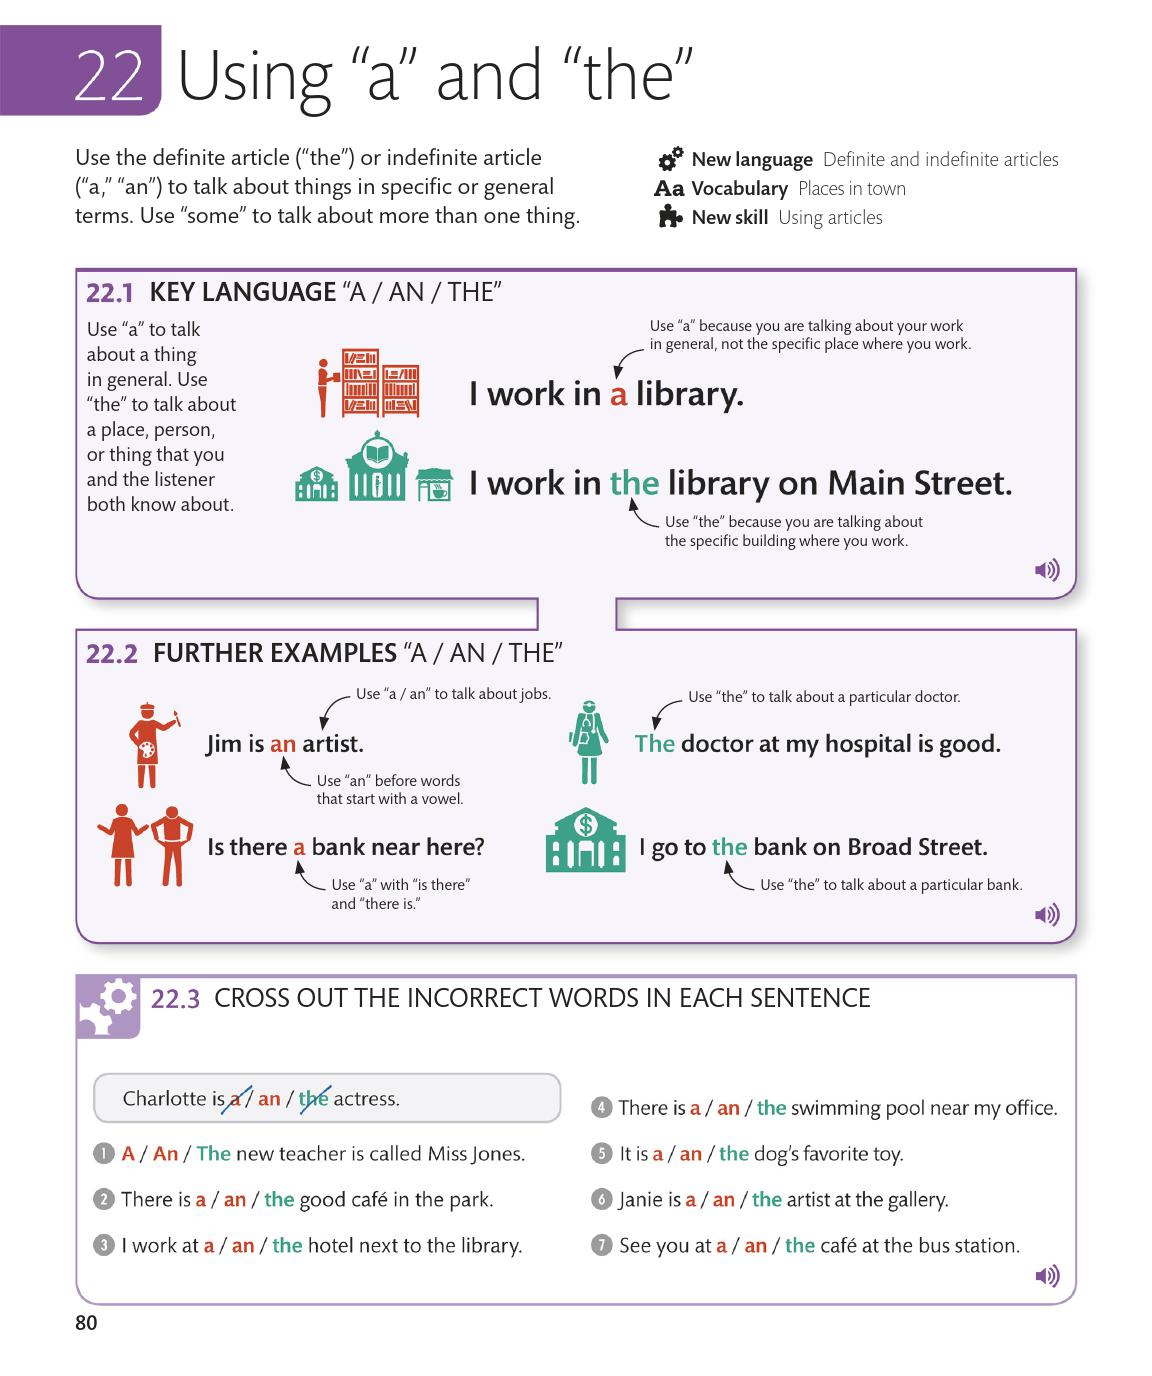 22 Using “a” and “the”
Use the definite article (“the”) or indefinite article
(“a,” “an”) to talk about things in specific or general
terms. Use “some” to talk about more than one thing.
New language Definite and indefinite articles
Aa Vocabulary Places in town
New skill Using articles
22.1 KEY LANGUAGE “A / AN / THE”
Use “a” to talk
about a thing
in general. Use
“the” to talk about
a place, person,
or thing that you
and the listener
both know about.
Use “a” because you are talking about your work
in general, not the specific place where you work.
I work in a library.
$
I work in the library on Main Street.
Use “the” because you are talking about
the specific building where you work.
22.2 FURTHER EXAMPLES “A / AN / THE”
Use “a / an” to talk about jobs.
Jim is an artist.
Use “an” before words
that start with a vowel.
Use “the” to talk about a particular doctor.
The doctor at my hospital is good.
Is there a bank near here?
Use “a” with “is there”
and “there is.”
$
I go to the bank on Broad Street.
Use “the” to talk about a particular bank.
22.3 CROSS OUT THE INCORRECT WORDS IN EACH SENTENCE
Charlotte is a / an / the actress.
1 A / An / The new teacher is called Miss Jones.
2 There is a / an / the good café in the park.
3 I work at a / an / the hotel next to the library.
4 There is a / an / the swimming pool near my office.
5 It is a / an / the dog’s favorite toy.
6 Janie is a / an / the artist at the gallery.
7 See you at a / an / the café at the bus station.
80